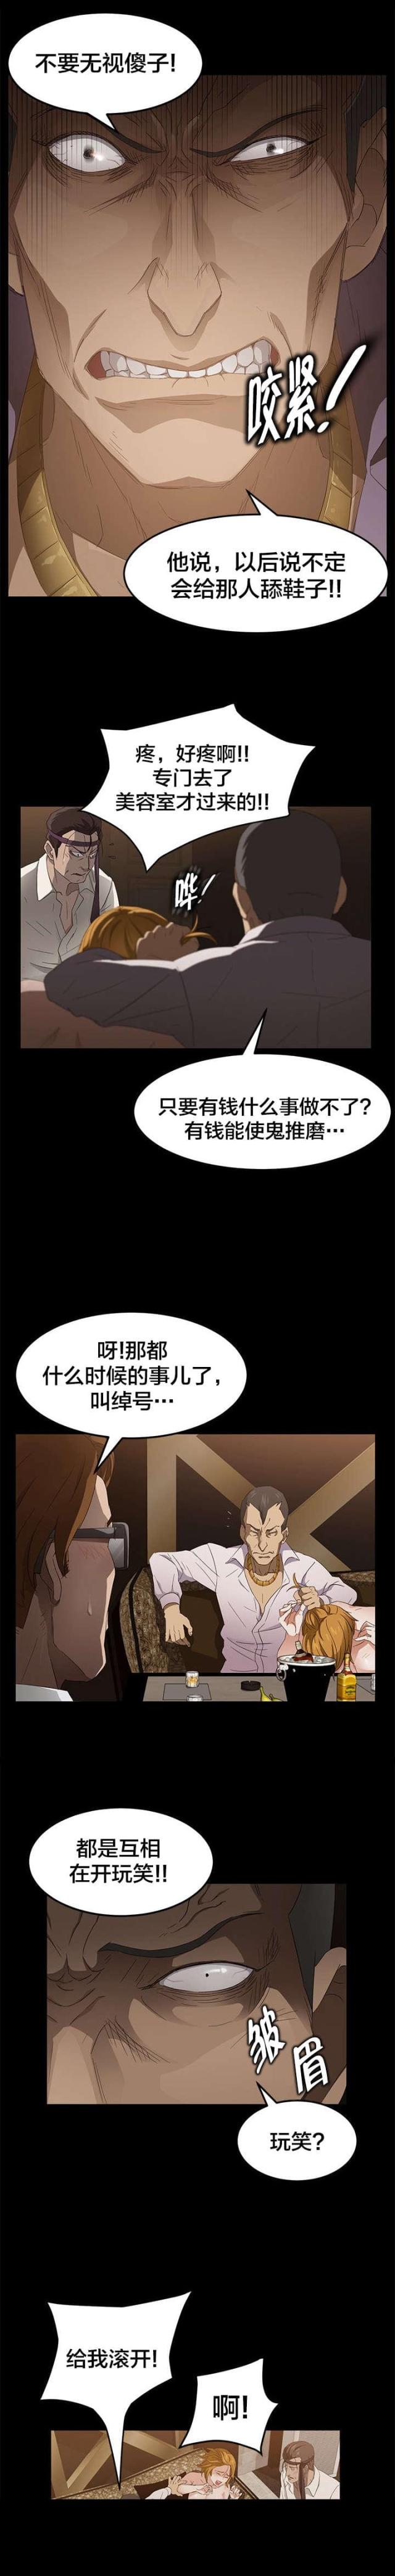 不要无视傻子!
咬紧!
他说，以后说不定
会给那人舔鞋子!!
疼，好疼啊!!
专门去了
美容室才过来的!!
哗!
只要有钱什么事做不了?
有钱能使鬼推磨…
呀!那都
什么时候的事儿了，
叫绰号…
都是互相
在开玩笑!!
皱眉
玩笑?
给我滚开!
啊!